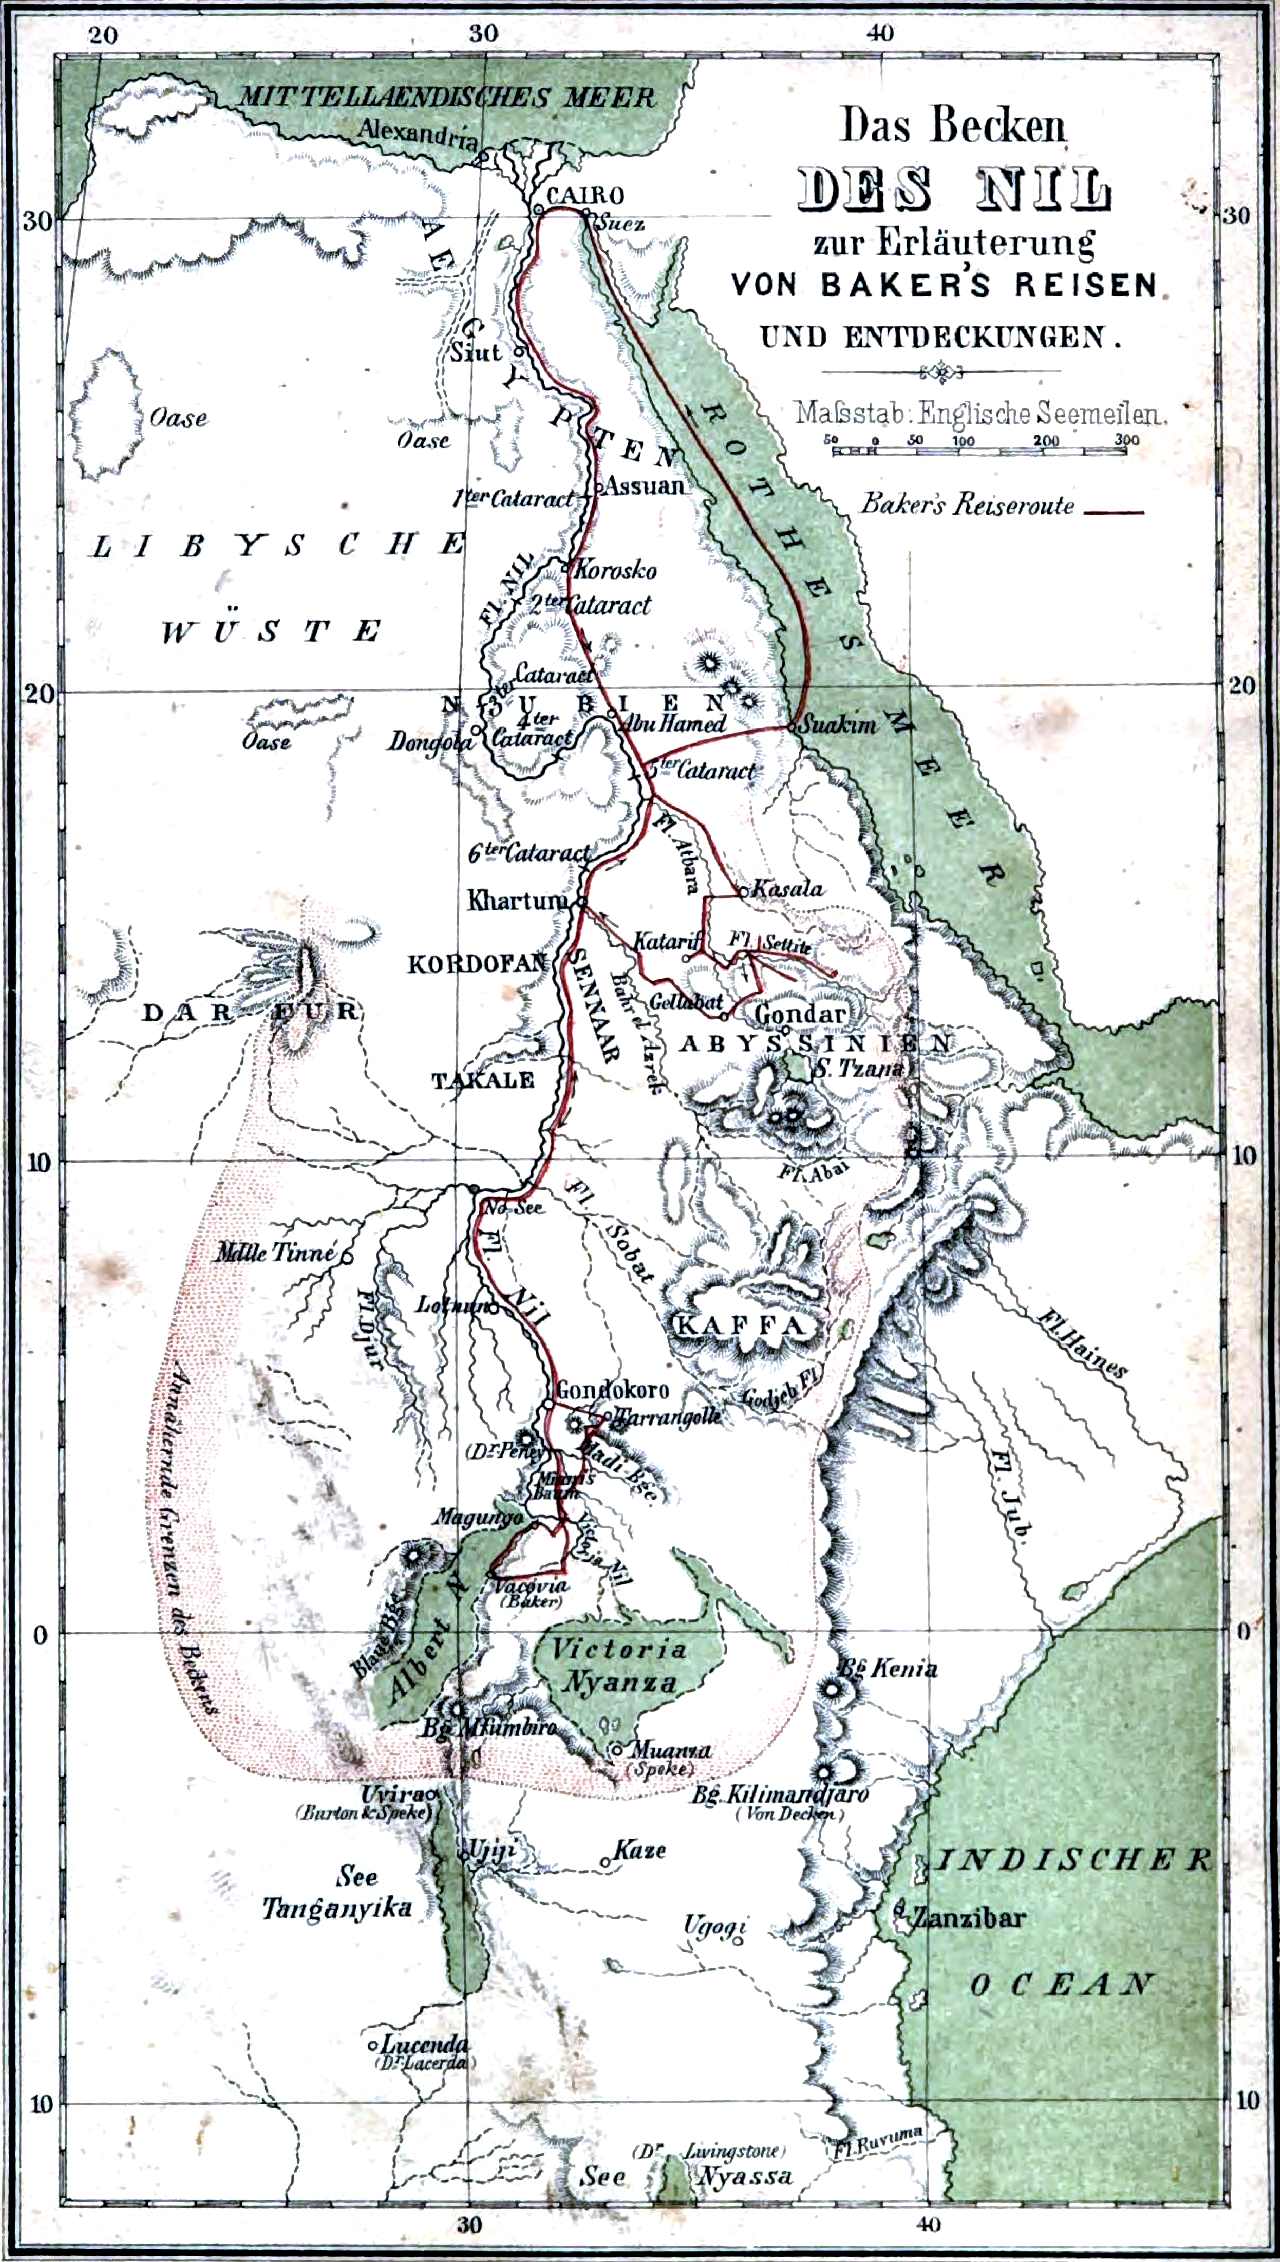 20 30 40
MITTELLAENDISCHES MEER
Alexandria
Das Becken
DES NIL
zur Erläuterung
VON BAKER'S REISEN
UND ENTDECKUNGEN.
Maſsstab: Englische Seemeilen.
50 0 50 100 200 300
Baker's Reiseroute
CAIRO
Suez
30 30
AEGYPTEN
Siut
Oase
Oase
ROTHES MEER
Assuan
1ter Cataract
LIBYSCHE
WÜSTE
Fl. NIL
Korosko
2ter Cataract
3ter Cataract
20 20
NUBIEN
4ter
Cataract
Abu Hamed
Suakim
Oase
Dongola
5ter Cataract
Fl. Atbara
6ter Cataract
Kasala
Khartum
Katarif
Fl. Settite
KORDOFAN
SENNAAR
Bahr el Azrek
Gellabat
Gondar
DAR FUR
ABYSSINIEN
S. Tzana
TAKALE
10 10
Fl. Abai
No See
Fl. Sobat
Mdlle Tinné
Fl. Nil
Fl. Djur
KAFFA
Fl. Haines
Godjeb Fl.
Gondokoro
Tarrangolle
(Dr. Peney)
Madi-Bge.
Fl. Jub.
Miani's
Baum
Magungo
Victoria Nil
Vacovia
(Baker)
Annähernde Grenzen des Beckens
Blaue Bge.
Albert N.
0 0
Victoria
Nyanza
Bg. Kenia
Bg. Mfumbiro
Muanza
(Speke)
Uvira
(Burton & Speke)
Bg. Kilimandjaro
(Von Decken)
Ujiji
Kaze
See
Tanganyika
INDISCHER
OCEAN
Ugogi
Zanzibar
Lucenda
(Dr. Lacerda)
10 10
Fl. Ruvuma
(Dr. Livingstone)
See Nyassa
30 40